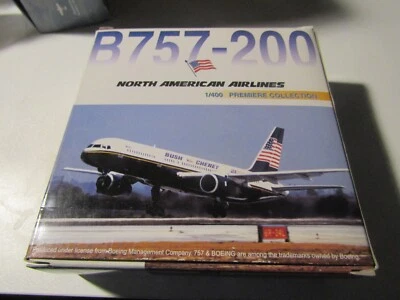 B757-200
NORTH AMERICAN AIRLINES
1/400 PREMIERE COLLECTION
BUSH CHENEY
under license from Boeing Management Company. 757 & BOEING are among the trademarks owned by Boeing